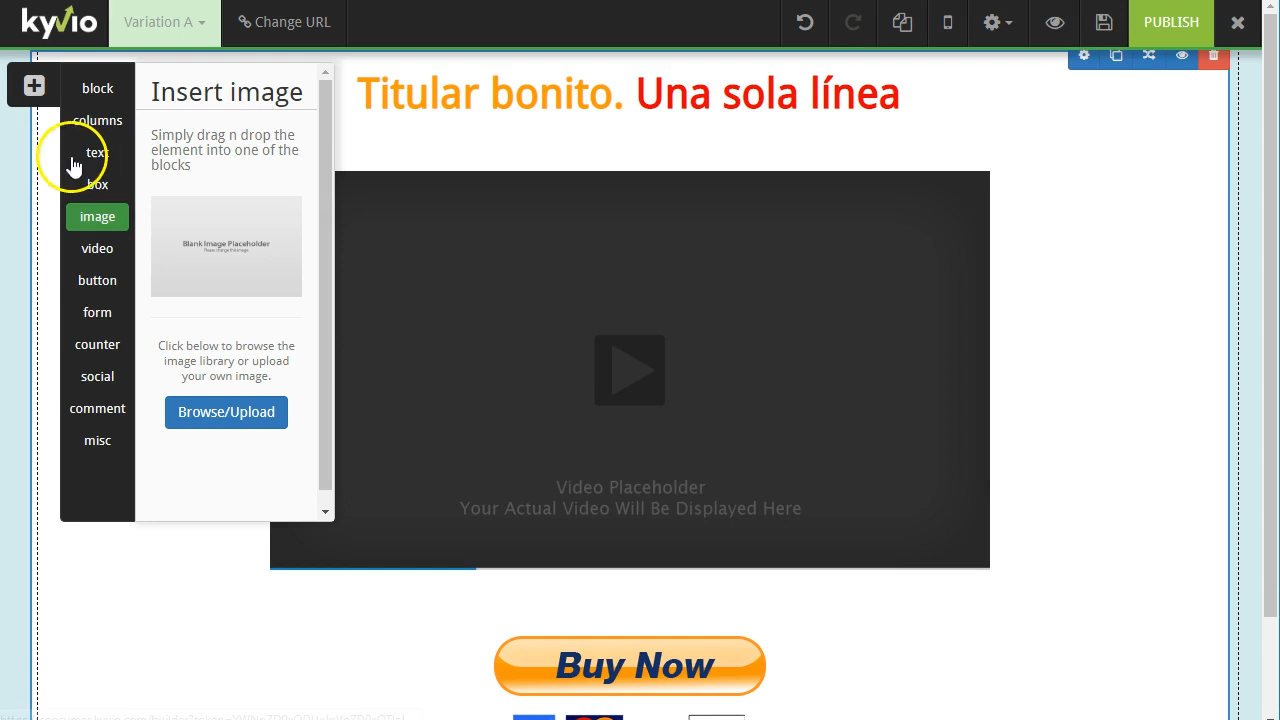 kyvio
Variation A
Change URL
PUBLISH
block
columns
text
box
image
video
button
form
counter
social
comment
misc
Insert image
Simply drag n drop the
element into one of the
blocks
Blank Image Placeholder
Click below to browse the
image library or upload
your own image.
Browse/Upload
Titular bonito. Una sola línea
Video Placeholder
Your Actual Video Will Be Displayed Here
Buy Now